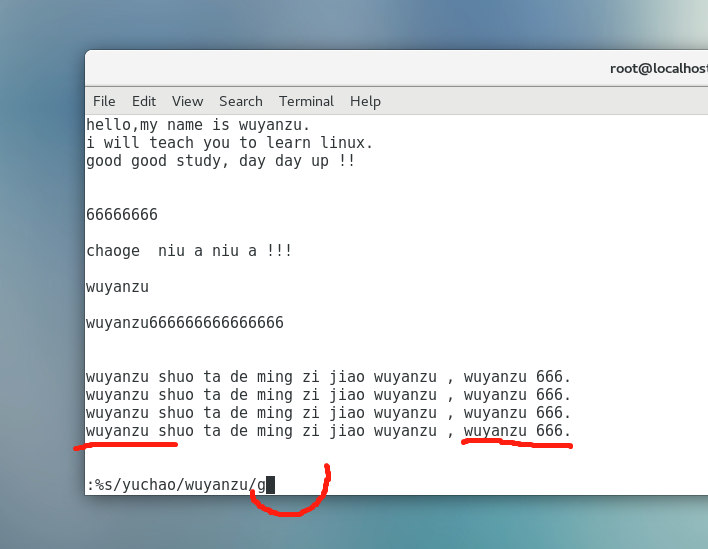 root@localhost
File Edit View Search Terminal Help
hello,my name is wuyanzu.
i will teach you to learn linux.
good good study, day day up !!
66666666
chaoge  niu a niu a !!!
wuyanzu
wuyanzu666666666666666
wuyanzu shuo ta de ming zi jiao wuyanzu , wuyanzu 666.
wuyanzu shuo ta de ming zi jiao wuyanzu , wuyanzu 666.
wuyanzu shuo ta de ming zi jiao wuyanzu , wuyanzu 666.
wuyanzu shuo ta de ming zi jiao wuyanzu , wuyanzu 666.
:%s/yuchao/wuyanzu/g